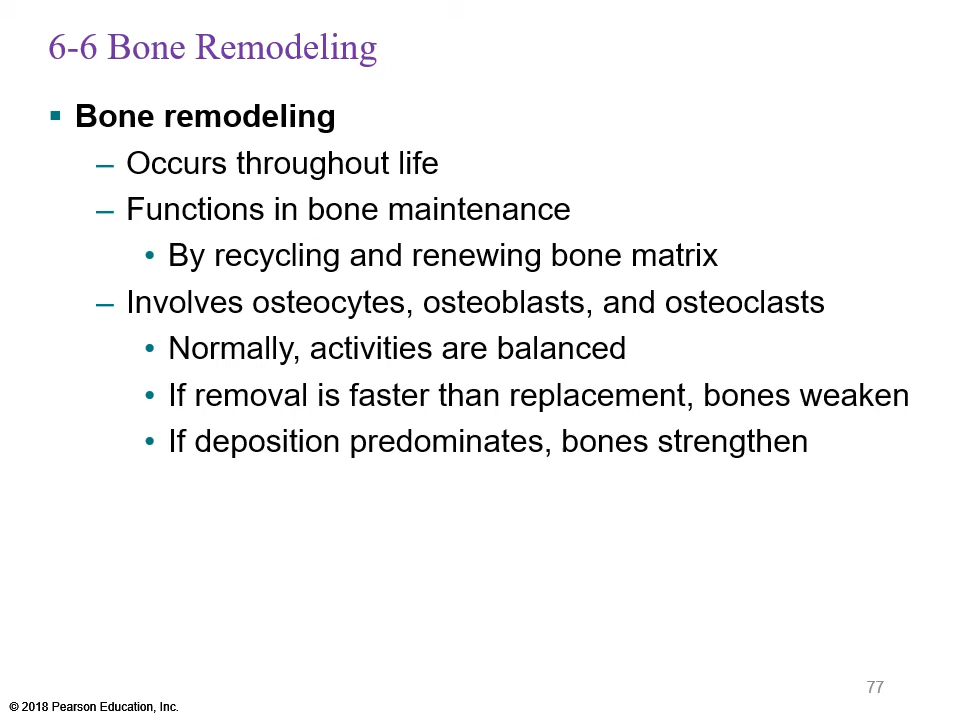 6-6 Bone Remodeling
▪ Bone remodeling
– Occurs throughout life
– Functions in bone maintenance
• By recycling and renewing bone matrix
– Involves osteocytes, osteoblasts, and osteoclasts
• Normally, activities are balanced
• If removal is faster than replacement, bones weaken
• If deposition predominates, bones strengthen
77
© 2018 Pearson Education, Inc.